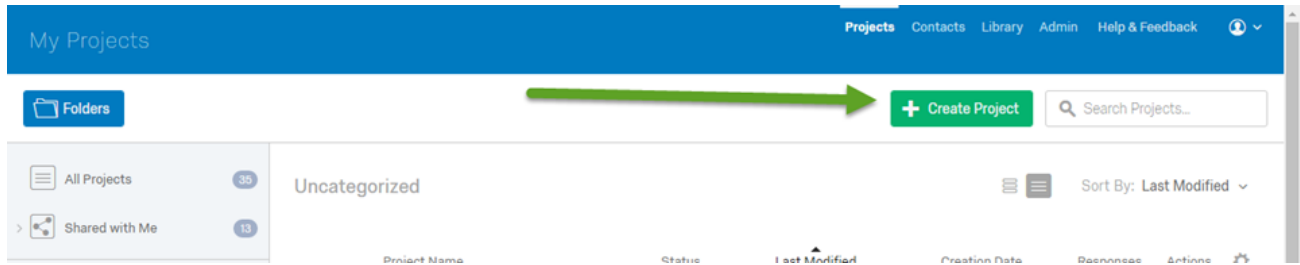 My Projects
Projects Contacts Library Admin Help & Feedback
Folders
Create Project
Search Projects...
All Projects 35
Uncategorized
Sort By: Last Modified
Shared with Me 13
Project Name Status Last Modified Creation Date Responses Actions